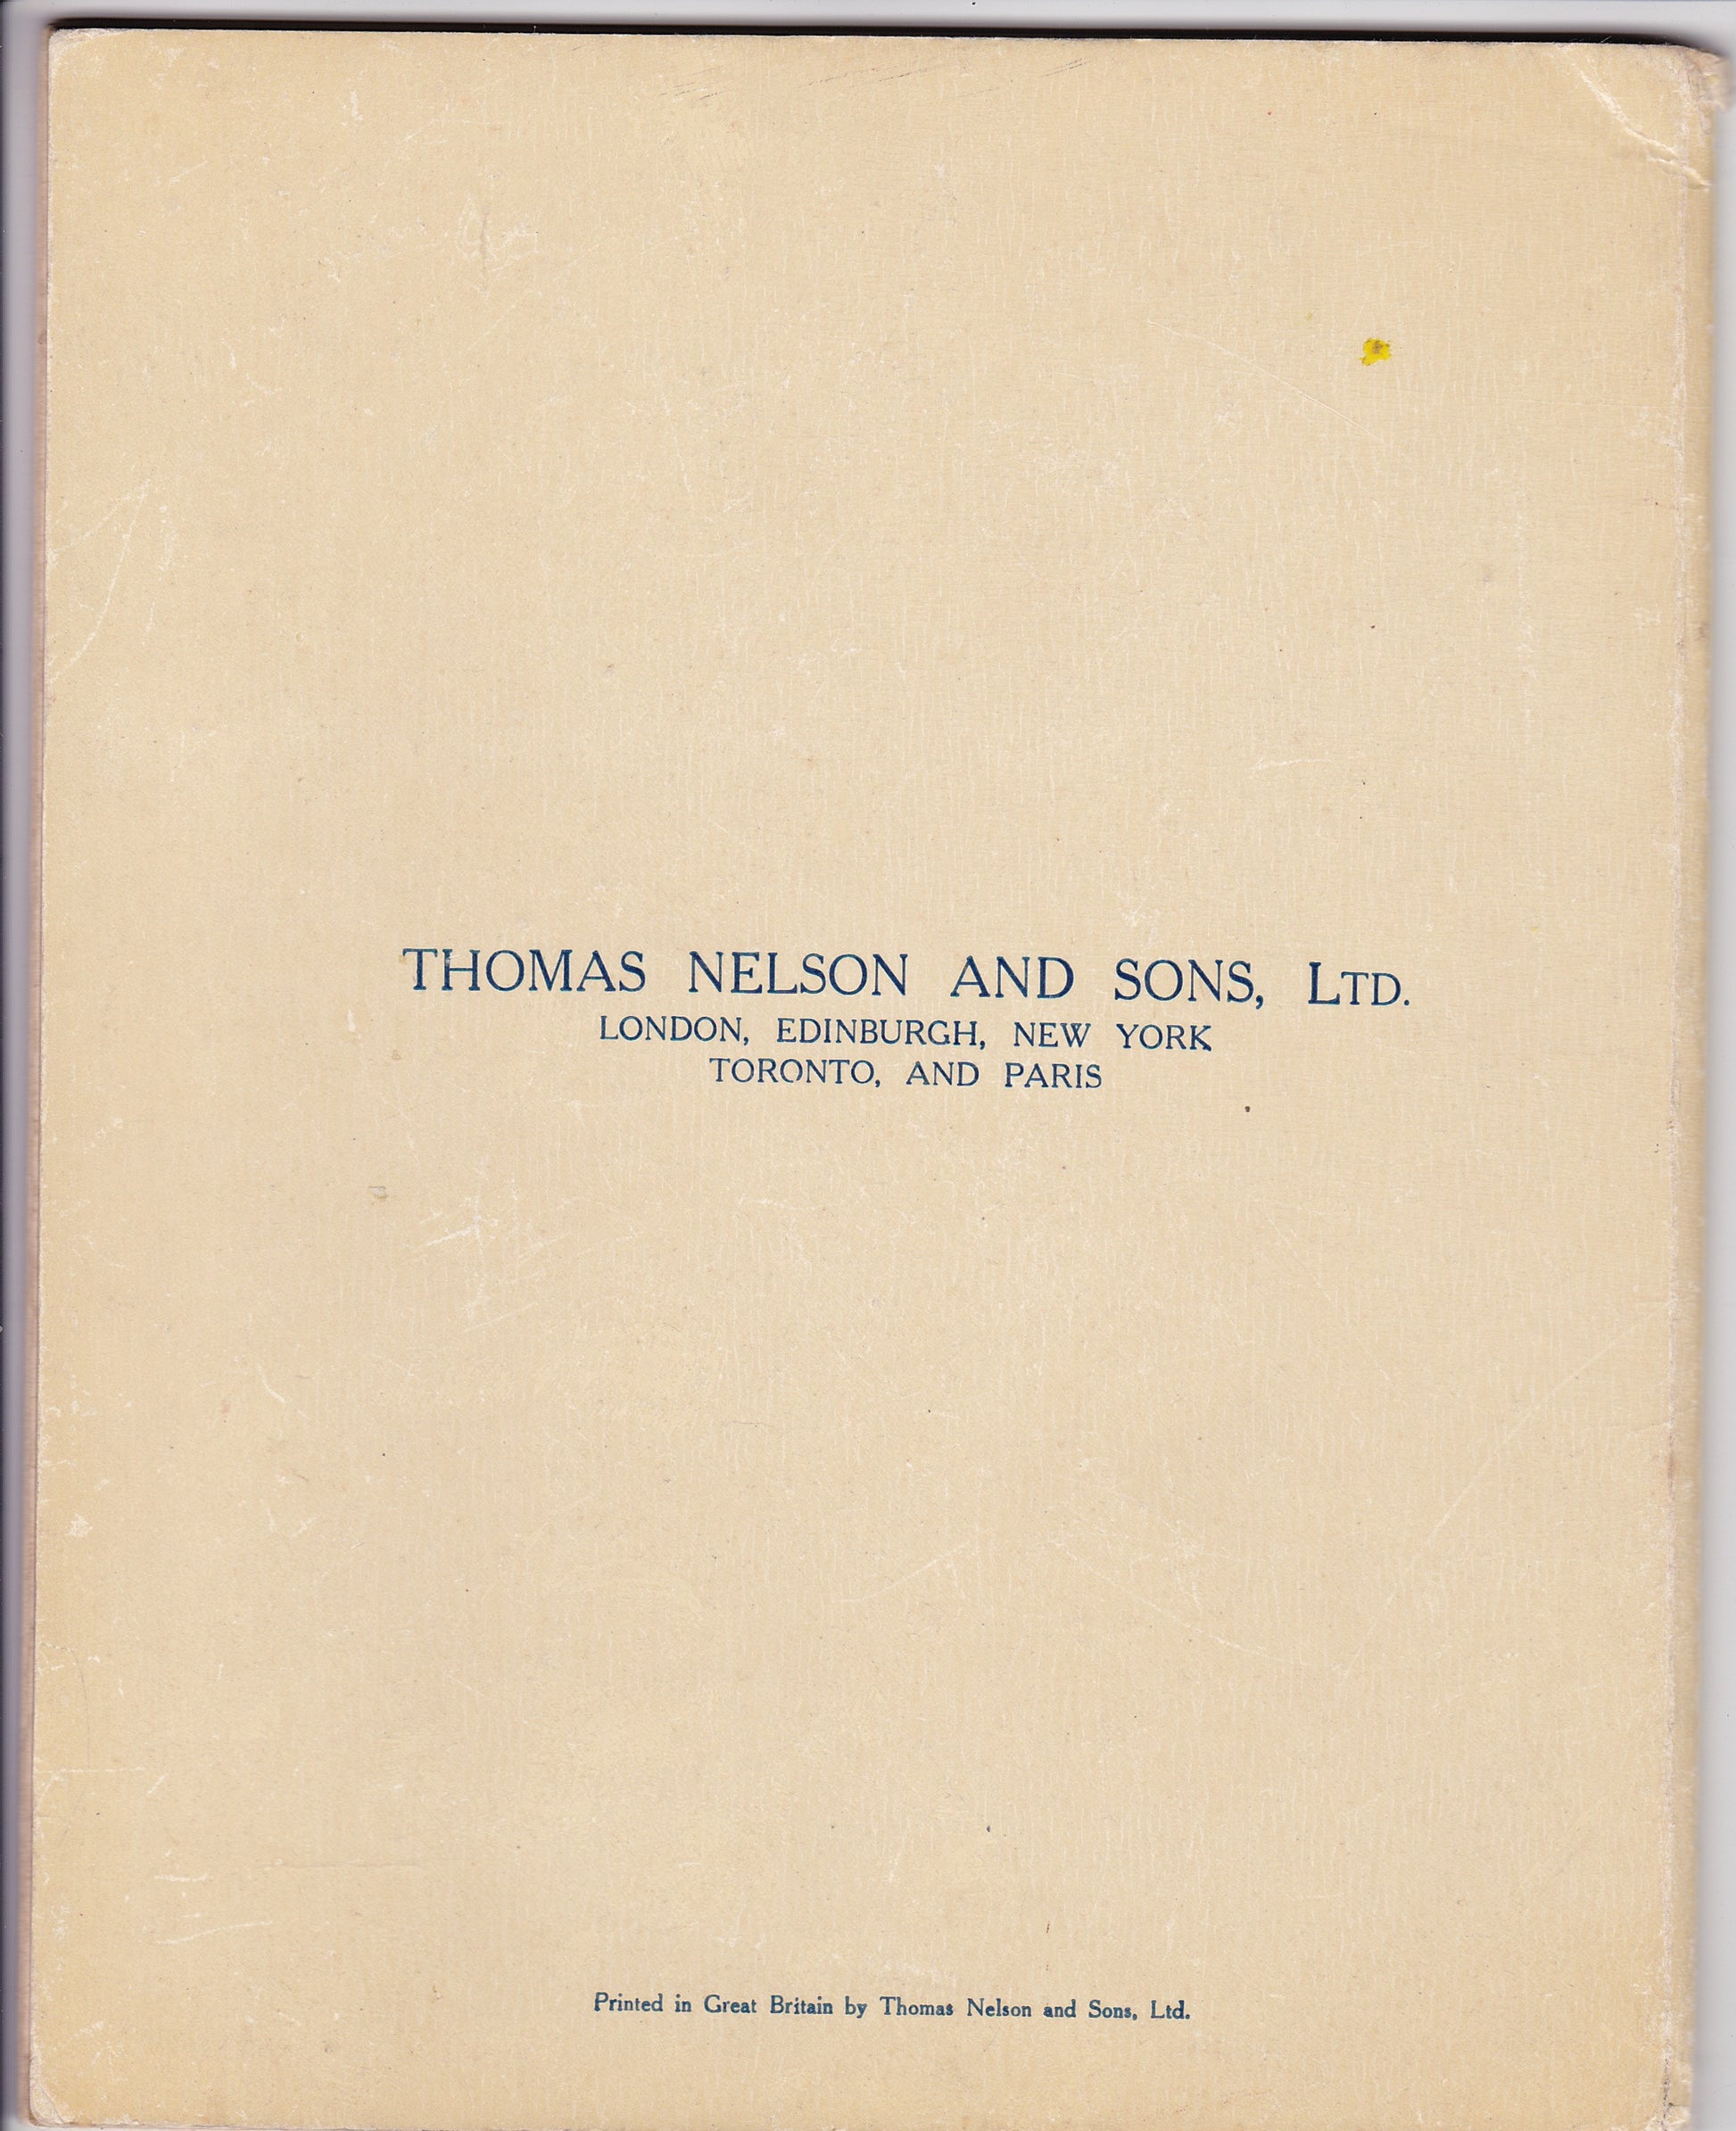 THOMAS NELSON AND SONS, LTD.
LONDON, EDINBURGH, NEW YORK
TORONTO, AND PARIS
Printed in Great Britain by Thomas Nelson and Sons, Ltd.